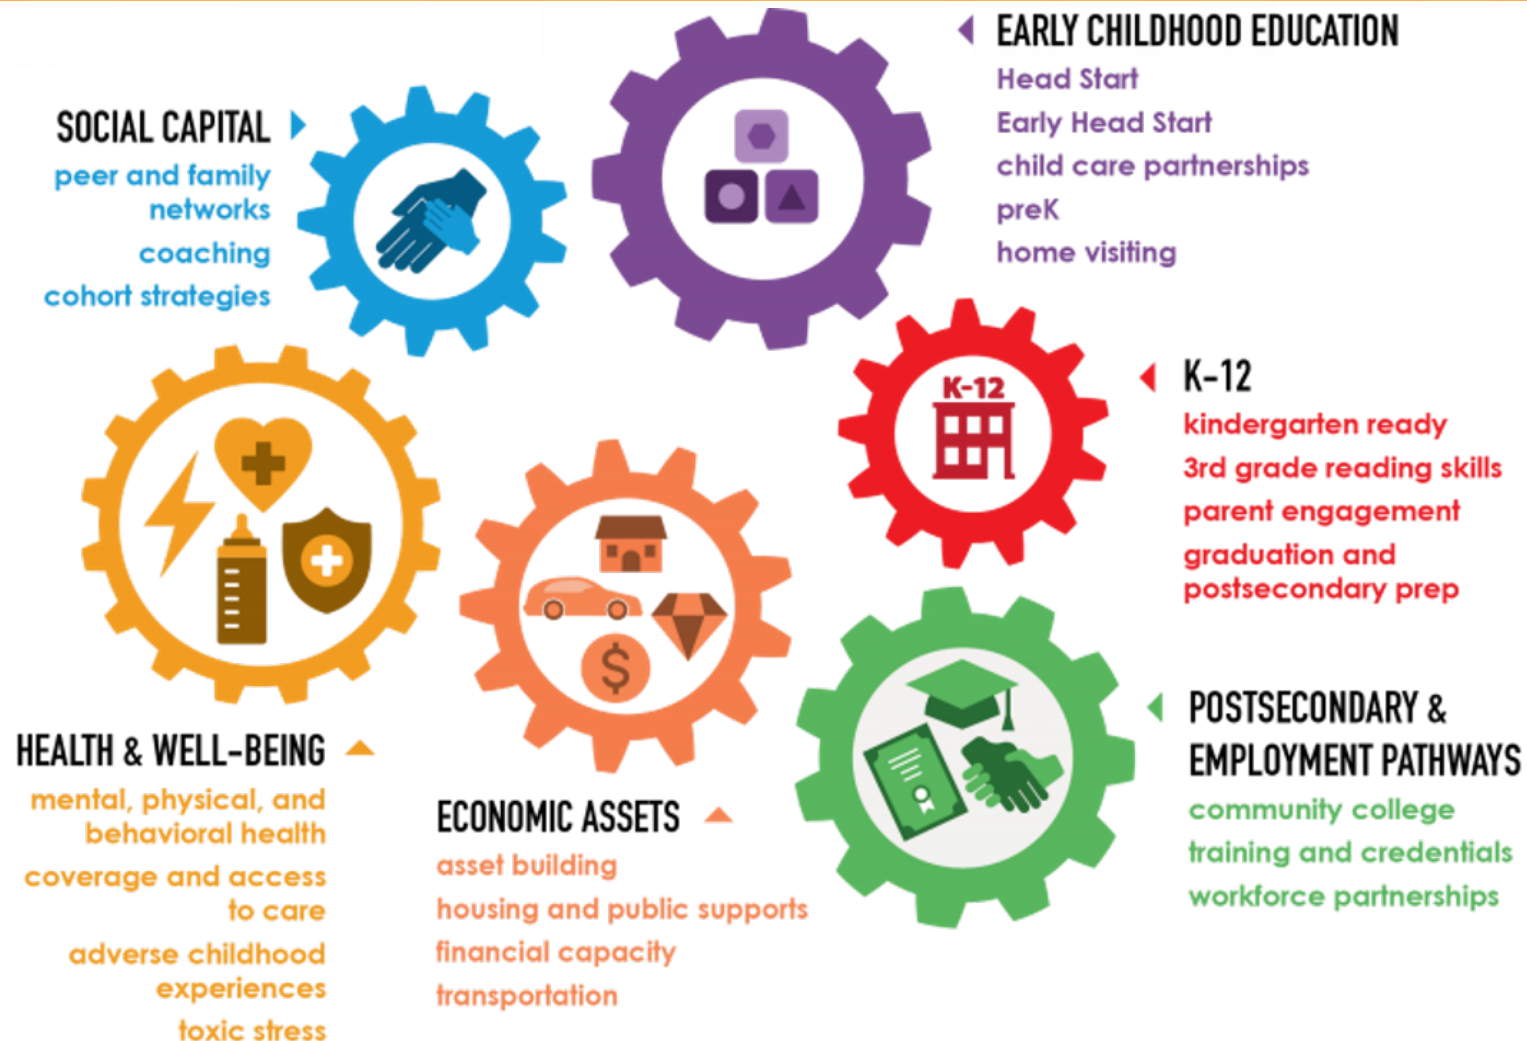 SOCIAL CAPITAL
peer and family
networks
coaching
cohort strategies
EARLY CHILDHOOD EDUCATION
Head Start
Early Head Start
child care partnerships
preK
home visiting
K-12
K-12
kindergarten ready
3rd grade reading skills
parent engagement
graduation and
postsecondary prep
POSTSECONDARY &
EMPLOYMENT PATHWAYS
community college
training and credentials
workforce partnerships
$
ECONOMIC ASSETS
asset building
housing and public supports
financial capacity
transportation
HEALTH & WELL-BEING
mental, physical, and
behavioral health
coverage and access
to care
adverse childhood
experiences
toxic stress